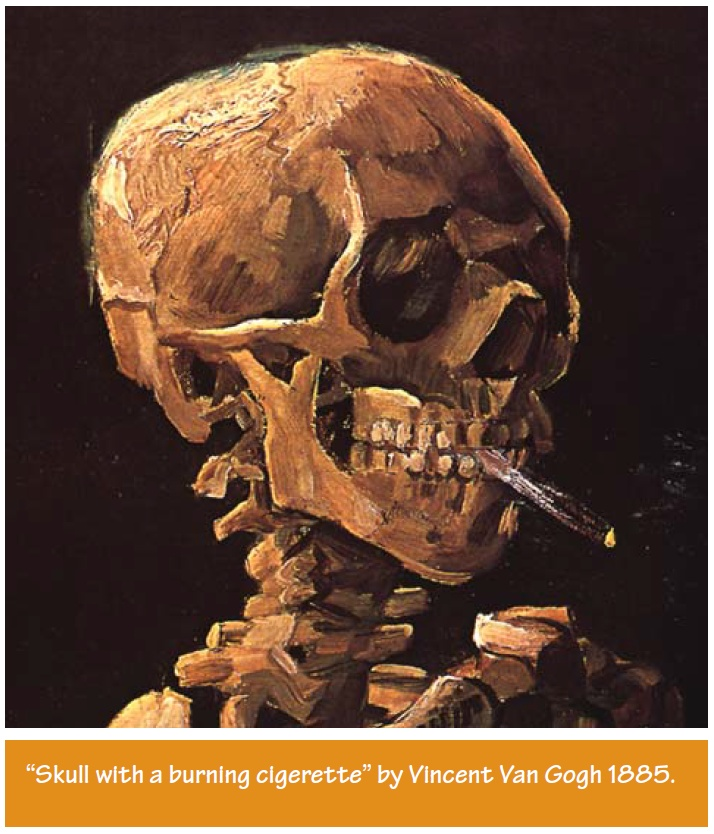 “Skull with a burning cigerette” by Vincent Van Gogh 1885.